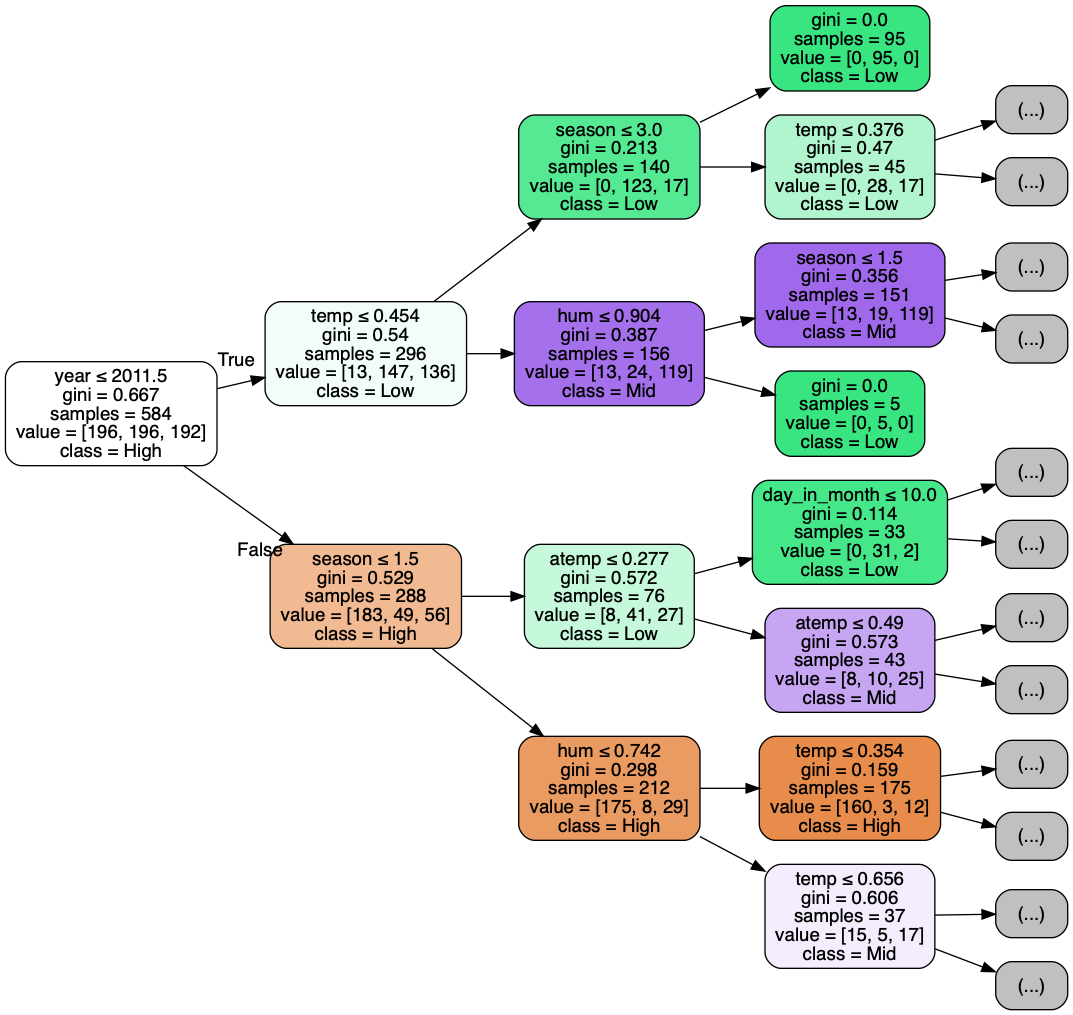 gini = 0.0
samples = 95
value = [0, 95, 0]
class = Low
season ≤ 3.0
gini = 0.213
samples = 140
value = [0, 123, 17]
class = Low
temp ≤ 0.376
gini = 0.47
samples = 45
value = [0, 28, 17]
class = Low
(...)
(...)
season ≤ 1.5
gini = 0.356
samples = 151
value = [13, 19, 119]
class = Mid
(...)
(...)
temp ≤ 0.454
gini = 0.54
samples = 296
value = [13, 147, 136]
class = Low
hum ≤ 0.904
gini = 0.387
samples = 156
value = [13, 24, 119]
class = Mid
True
year ≤ 2011.5
gini = 0.667
samples = 584
value = [196, 196, 192]
class = High
gini = 0.0
samples = 5
value = [0, 5, 0]
class = Low
False
season ≤ 1.5
gini = 0.529
samples = 288
value = [183, 49, 56]
class = High
atemp ≤ 0.277
gini = 0.572
samples = 76
value = [8, 41, 27]
class = Low
day_in_month ≤ 10.0
gini = 0.114
samples = 33
value = [0, 31, 2]
class = Low
(...)
(...)
atemp ≤ 0.49
gini = 0.573
samples = 43
value = [8, 10, 25]
class = Mid
(...)
(...)
hum ≤ 0.742
gini = 0.298
samples = 212
value = [175, 8, 29]
class = High
temp ≤ 0.354
gini = 0.159
samples = 175
value = [160, 3, 12]
class = High
(...)
(...)
temp ≤ 0.656
gini = 0.606
samples = 37
value = [15, 5, 17]
class = Mid
(...)
(...)